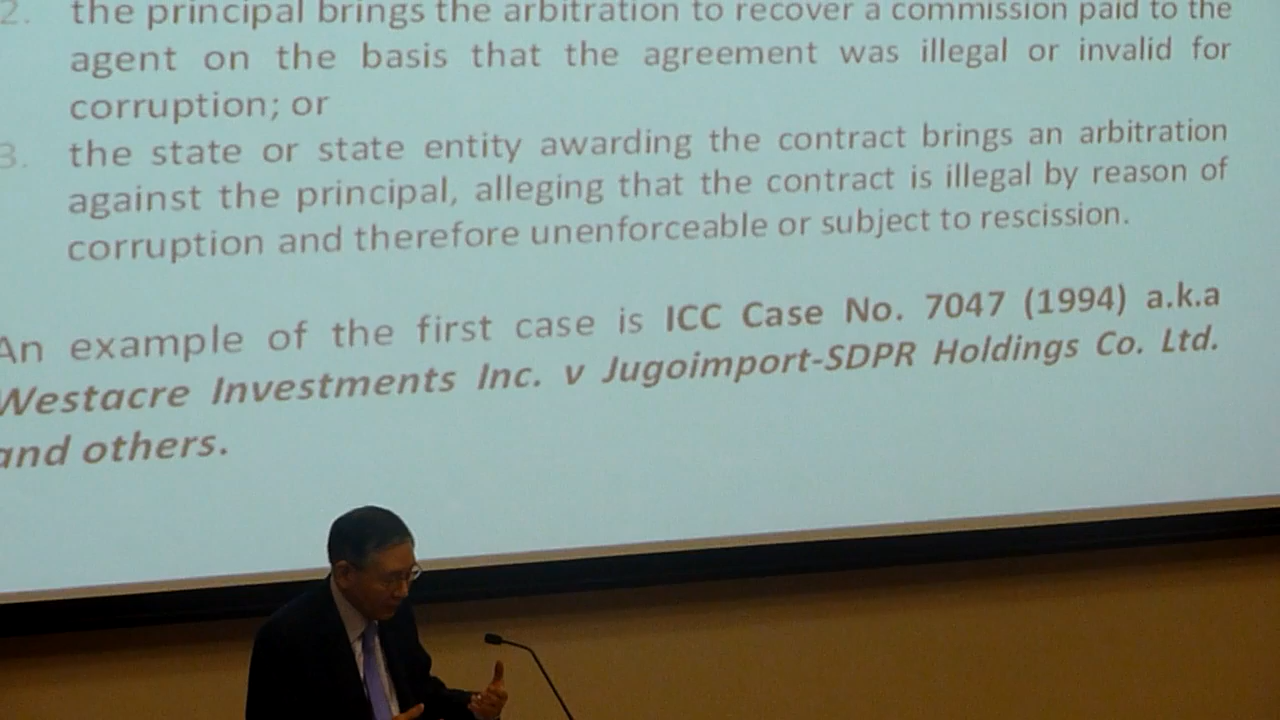 2. the principal brings the arbitration to recover a commission paid to the
agent on the basis that the agreement was illegal or invalid for
corruption; or
3. the state or state entity awarding the contract brings an arbitration
against the principal, alleging that the contract is illegal by reason of
corruption and therefore unenforceable or subject to rescission.
An example of the first case is ICC Case No. 7047 (1994) a.k.a
Westacre Investments Inc. v Jugoimport-SDPR Holdings Co. Ltd.
and others.